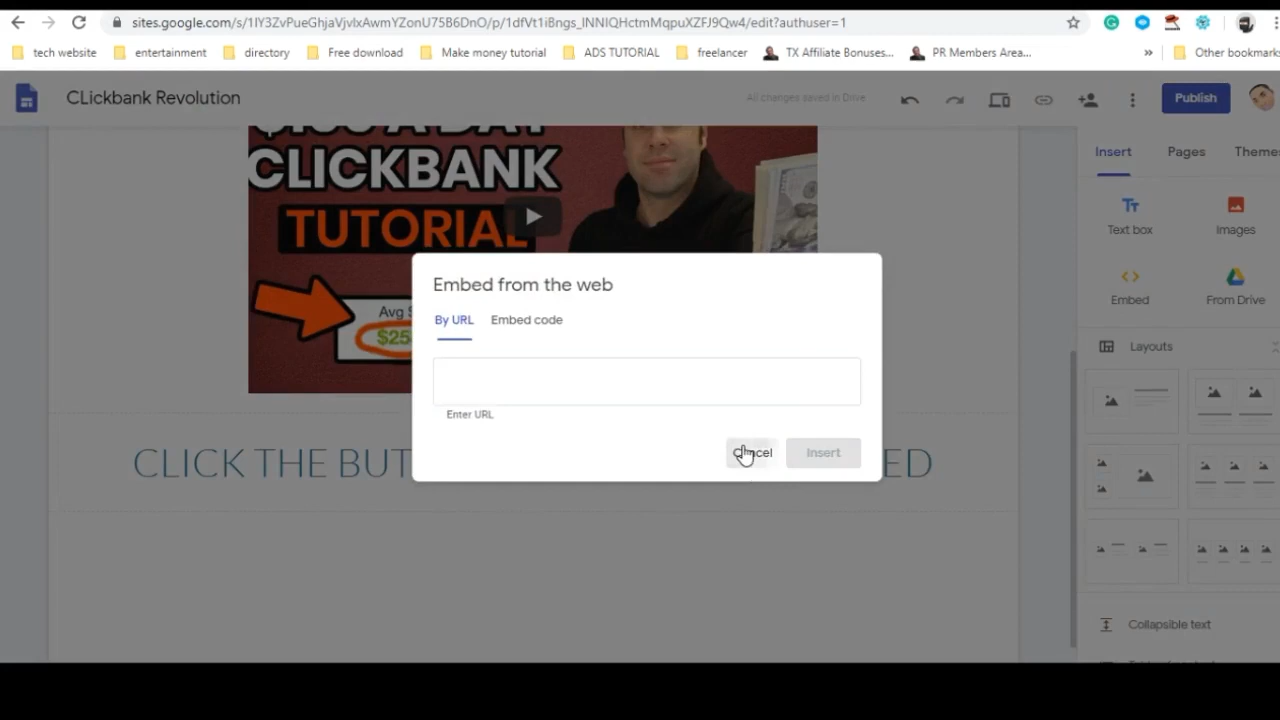 sites.google.com/s/1IY3ZvPueGhjaVjvlxAwmYZonU75B6DnO/p/1dfVt1iBngs_lNNIQHctmMqpuXZFJ9Qw4/edit?authuser=1
tech website entertainment directory Free download Make money tutorial ADS TUTORIAL freelancer TX Affiliate Bonuses... PR Members Area... » Other bookmarks
CLickbank Revolution
All changes saved in Drive
Publish
Insert Pages Themes
CLICKBANK
TUTORIAL
Avg
$25
Text box Images
Embed From Drive
Layouts
Collapsible text
Embed from the web
By URL Embed code
Enter URL
Cancel Insert
CLICK THE BUT ED